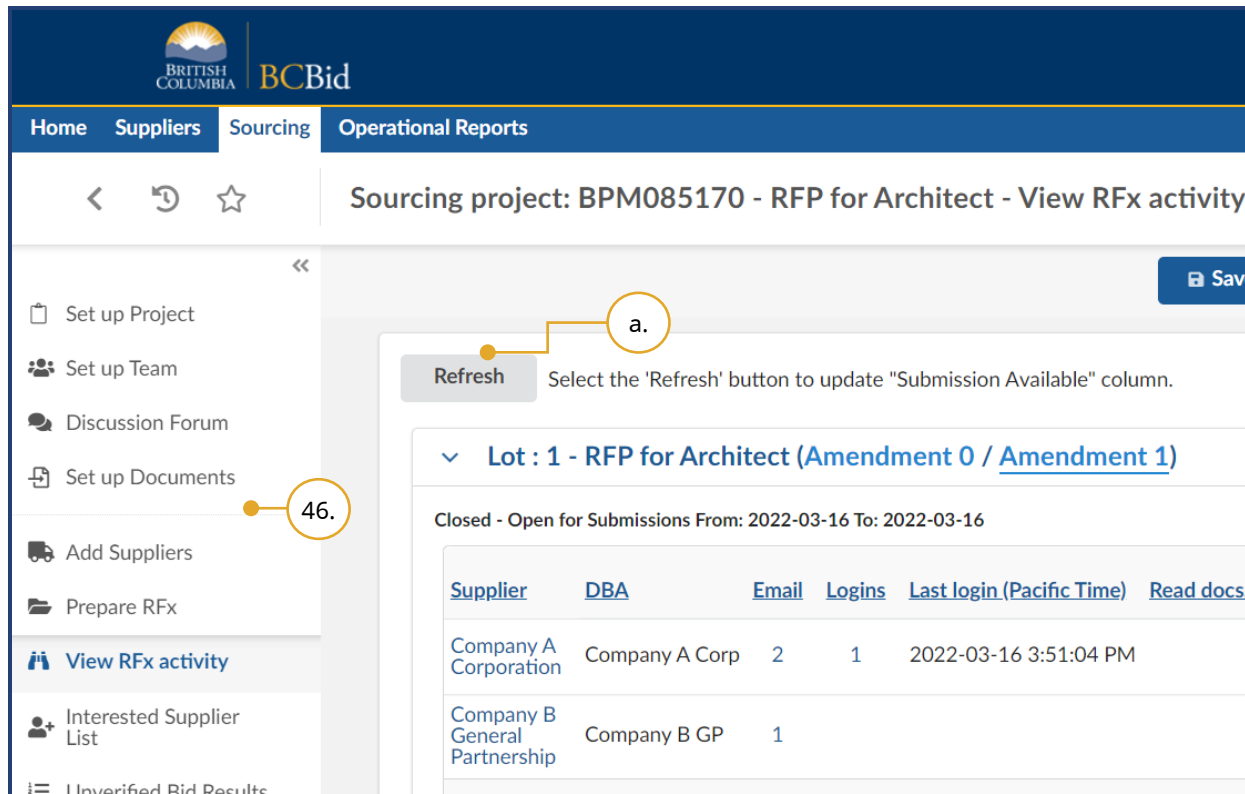 BRITISH
COLUMBIA
BCBid
Home Suppliers Sourcing Operational Reports
Sourcing project: BPM085170 - RFP for Architect - View RFx activity
Sav
Set up Project
a.
Set up Team
Refresh
Select the 'Refresh' button to update "Submission Available" column.
Discussion Forum
Lot : 1 - RFP for Architect (Amendment 0 / Amendment 1)
Set up Documents
46.
Closed - Open for Submissions From: 2022-03-16 To: 2022-03-16
Add Suppliers
Supplier DBA Email Logins Last login (Pacific Time) Read docs.
Prepare RFx
Company A
Corporation
Company A Corp 2 1 2022-03-16 3:51:04 PM
View RFx activity
Interested Supplier
List
Company B
General
Partnership
Company B GP 1
Unverified Bid Results